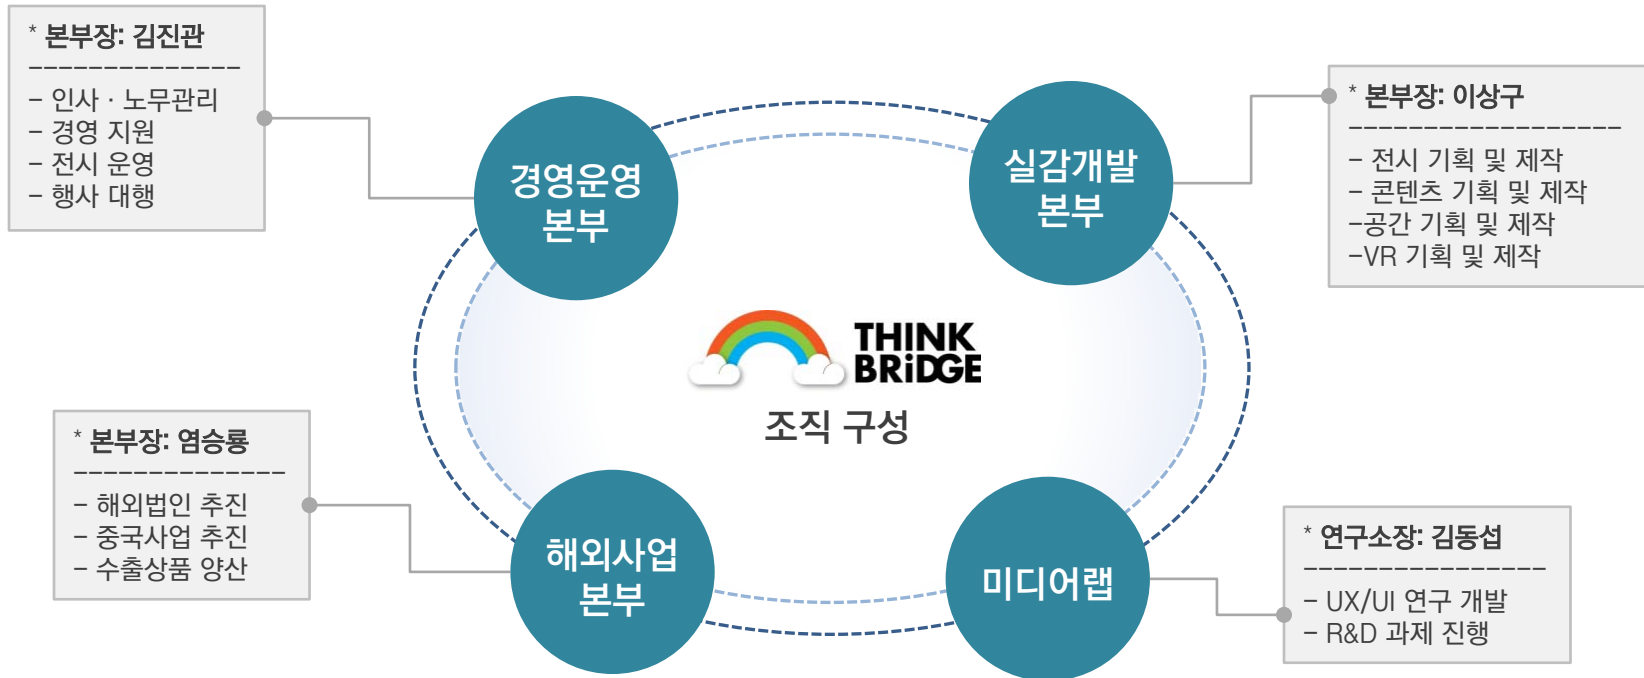 * 본부장: 김진관
--------------
- 인사 · 노무관리
- 경영 지원
- 전시 운영
- 행사 대행
경영운영
본부
실감개발
본부
* 본부장: 이상구
------------------
- 전시 기획 및 제작
- 콘텐츠 기획 및 제작
-공간 기획 및 제작
-VR 기획 및 제작
THINK
BRiDGE
조직 구성
* 본부장: 염승룡
--------------
- 해외법인 추진
- 중국사업 추진
- 수출상품 양산
해외사업
본부
미디어랩
* 연구소장: 김동섭
----------------
- UX/UI 연구 개발
- R&D 과제 진행